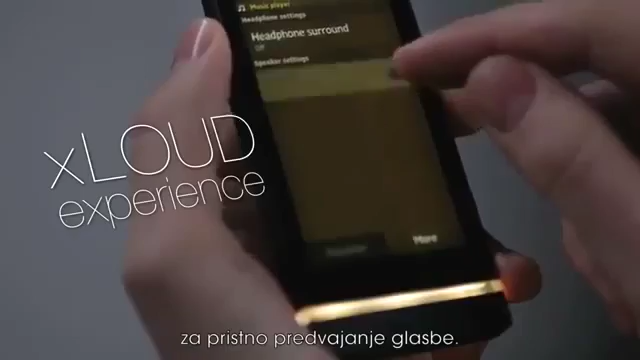 Music player
Headphone settings
Headphone surround
Off
Speaker settings
xLOUD
experience
More
za pristno predvajanje glasbe.